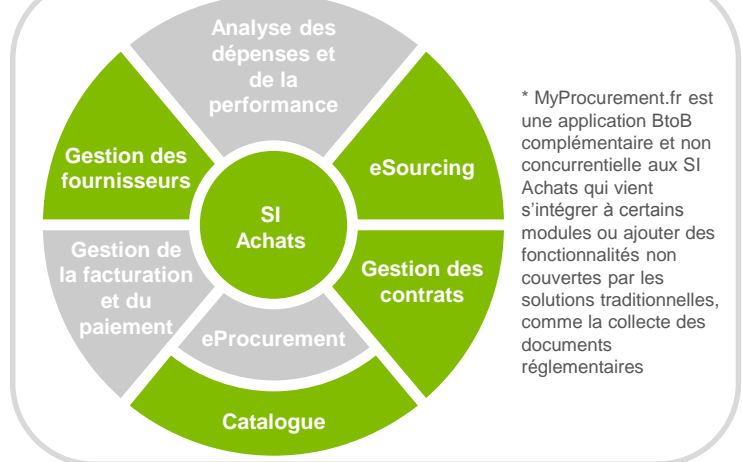 Analyse des
dépenses et
de la
performance
Gestion des
fournisseurs
eSourcing
SI
Achats
Gestion de
la facturation
et du
paiement
Gestion des
contrats
eProcurement
Catalogue
* MyProcurement.fr est
une application BtoB
complémentaire et non
concurrentielle aux SI
Achats qui vient
s’intégrer à certains
modules ou ajouter des
fonctionnalités non
couvertes par les
solutions traditionnelles,
comme la collecte des
documents
réglementaires